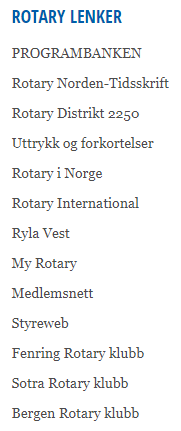 ROTARY LENKER
PROGRAMBANKEN
Rotary Norden-Tidsskrift
Rotary Distrikt 2250
Uttrykk og forkortelser
Rotary i Norge
Rotary International
Ryla Vest
My Rotary
Medlemsnett
Styreweb
Fenring Rotary klubb
Sotra Rotary klubb
Bergen Rotary klubb